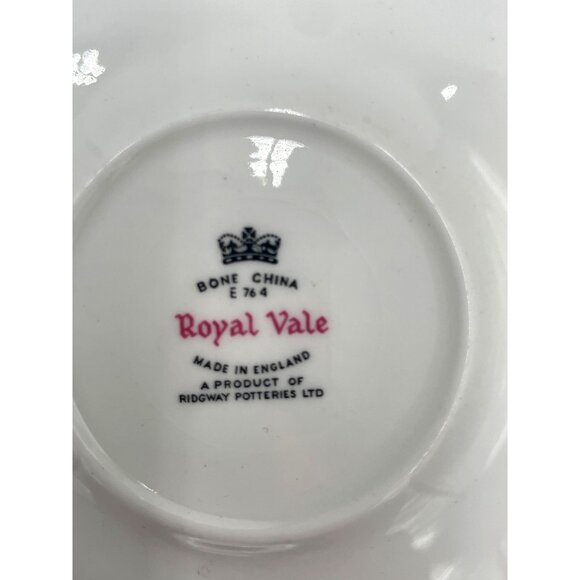 BONE CHINA
E 764
Royal Vale
MADE IN ENGLAND
A PRODUCT OF
RIDGWAY POTTERIES LTD